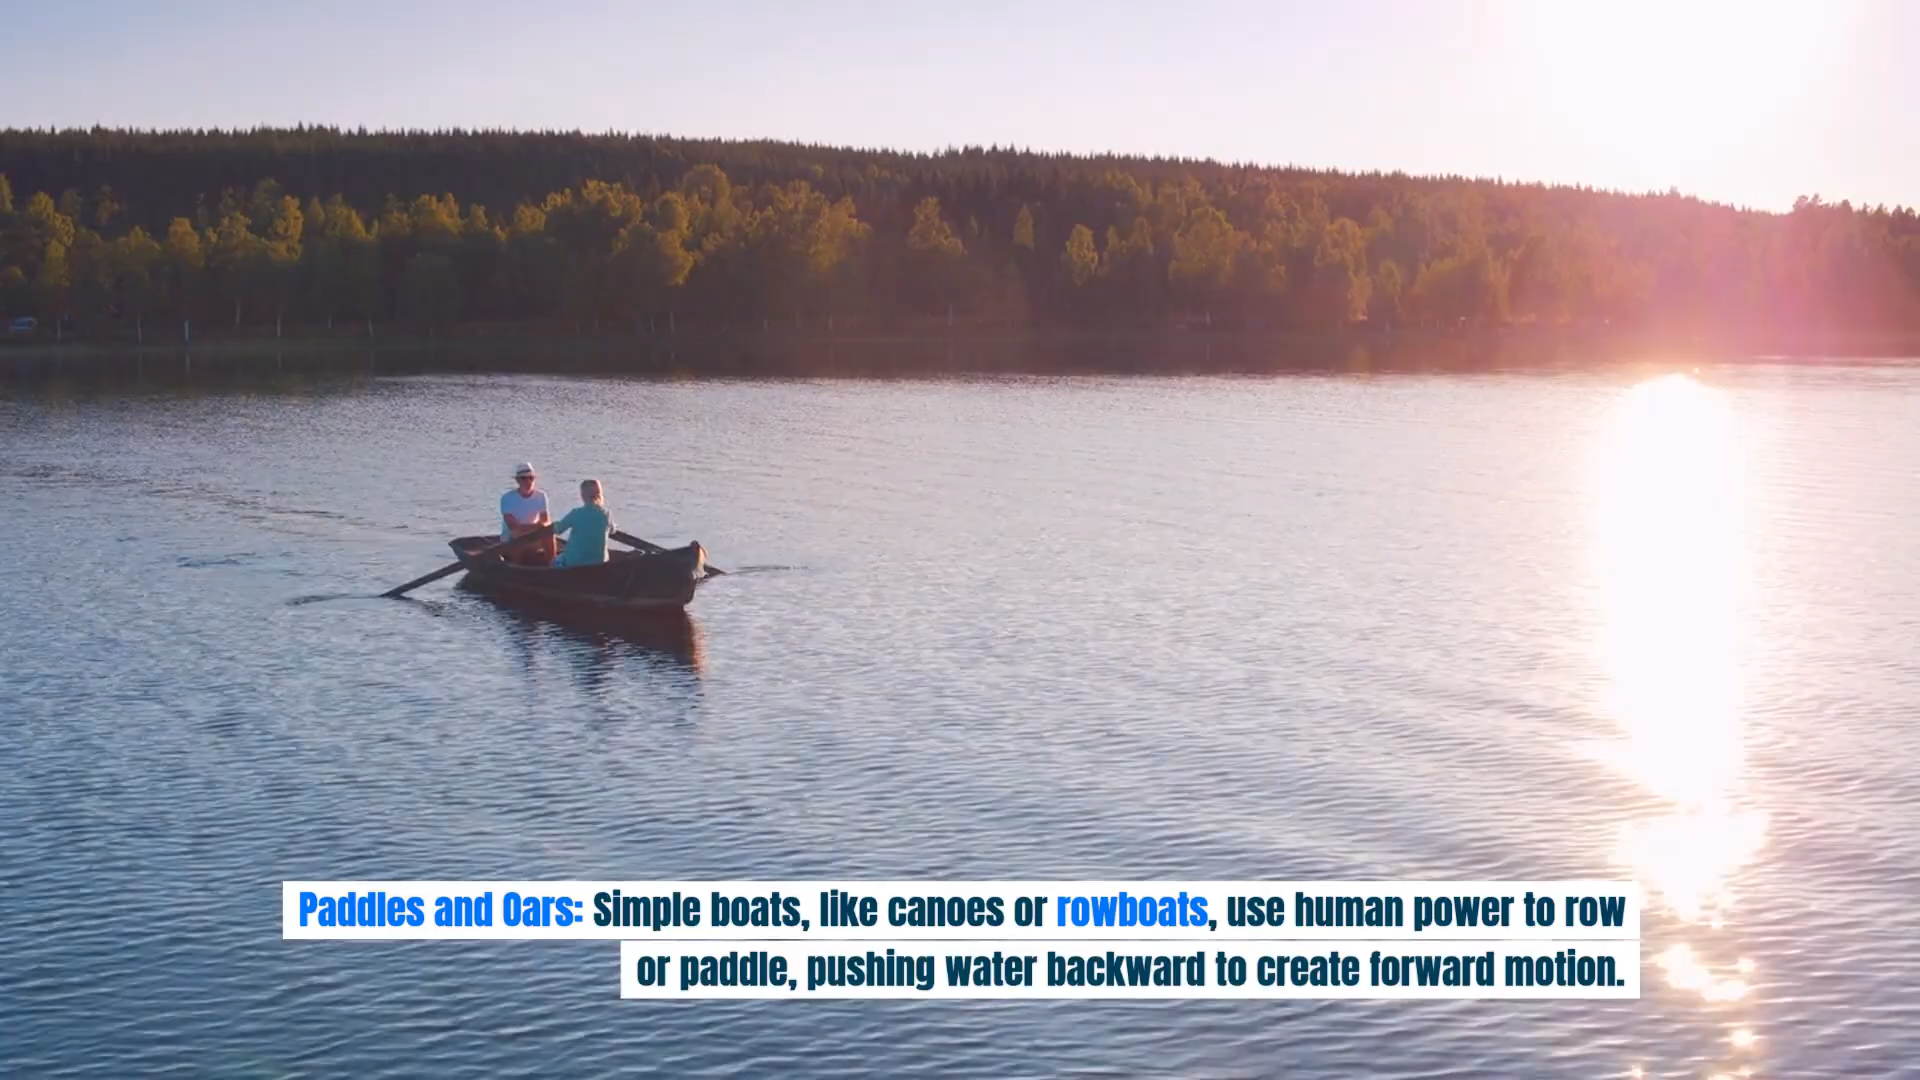 Paddles and Oars: Simple boats, like canoes or rowboats, use human power to row
or paddle, pushing water backward to create forward motion.